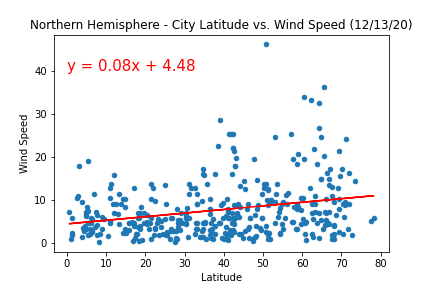 Northern Hemisphere - City Latitude vs. Wind Speed (12/13/20)
y = 0.08x + 4.48
Wind Speed
40
30
20
10
0
0 10 20 30 40 50 60 70 80
Latitude